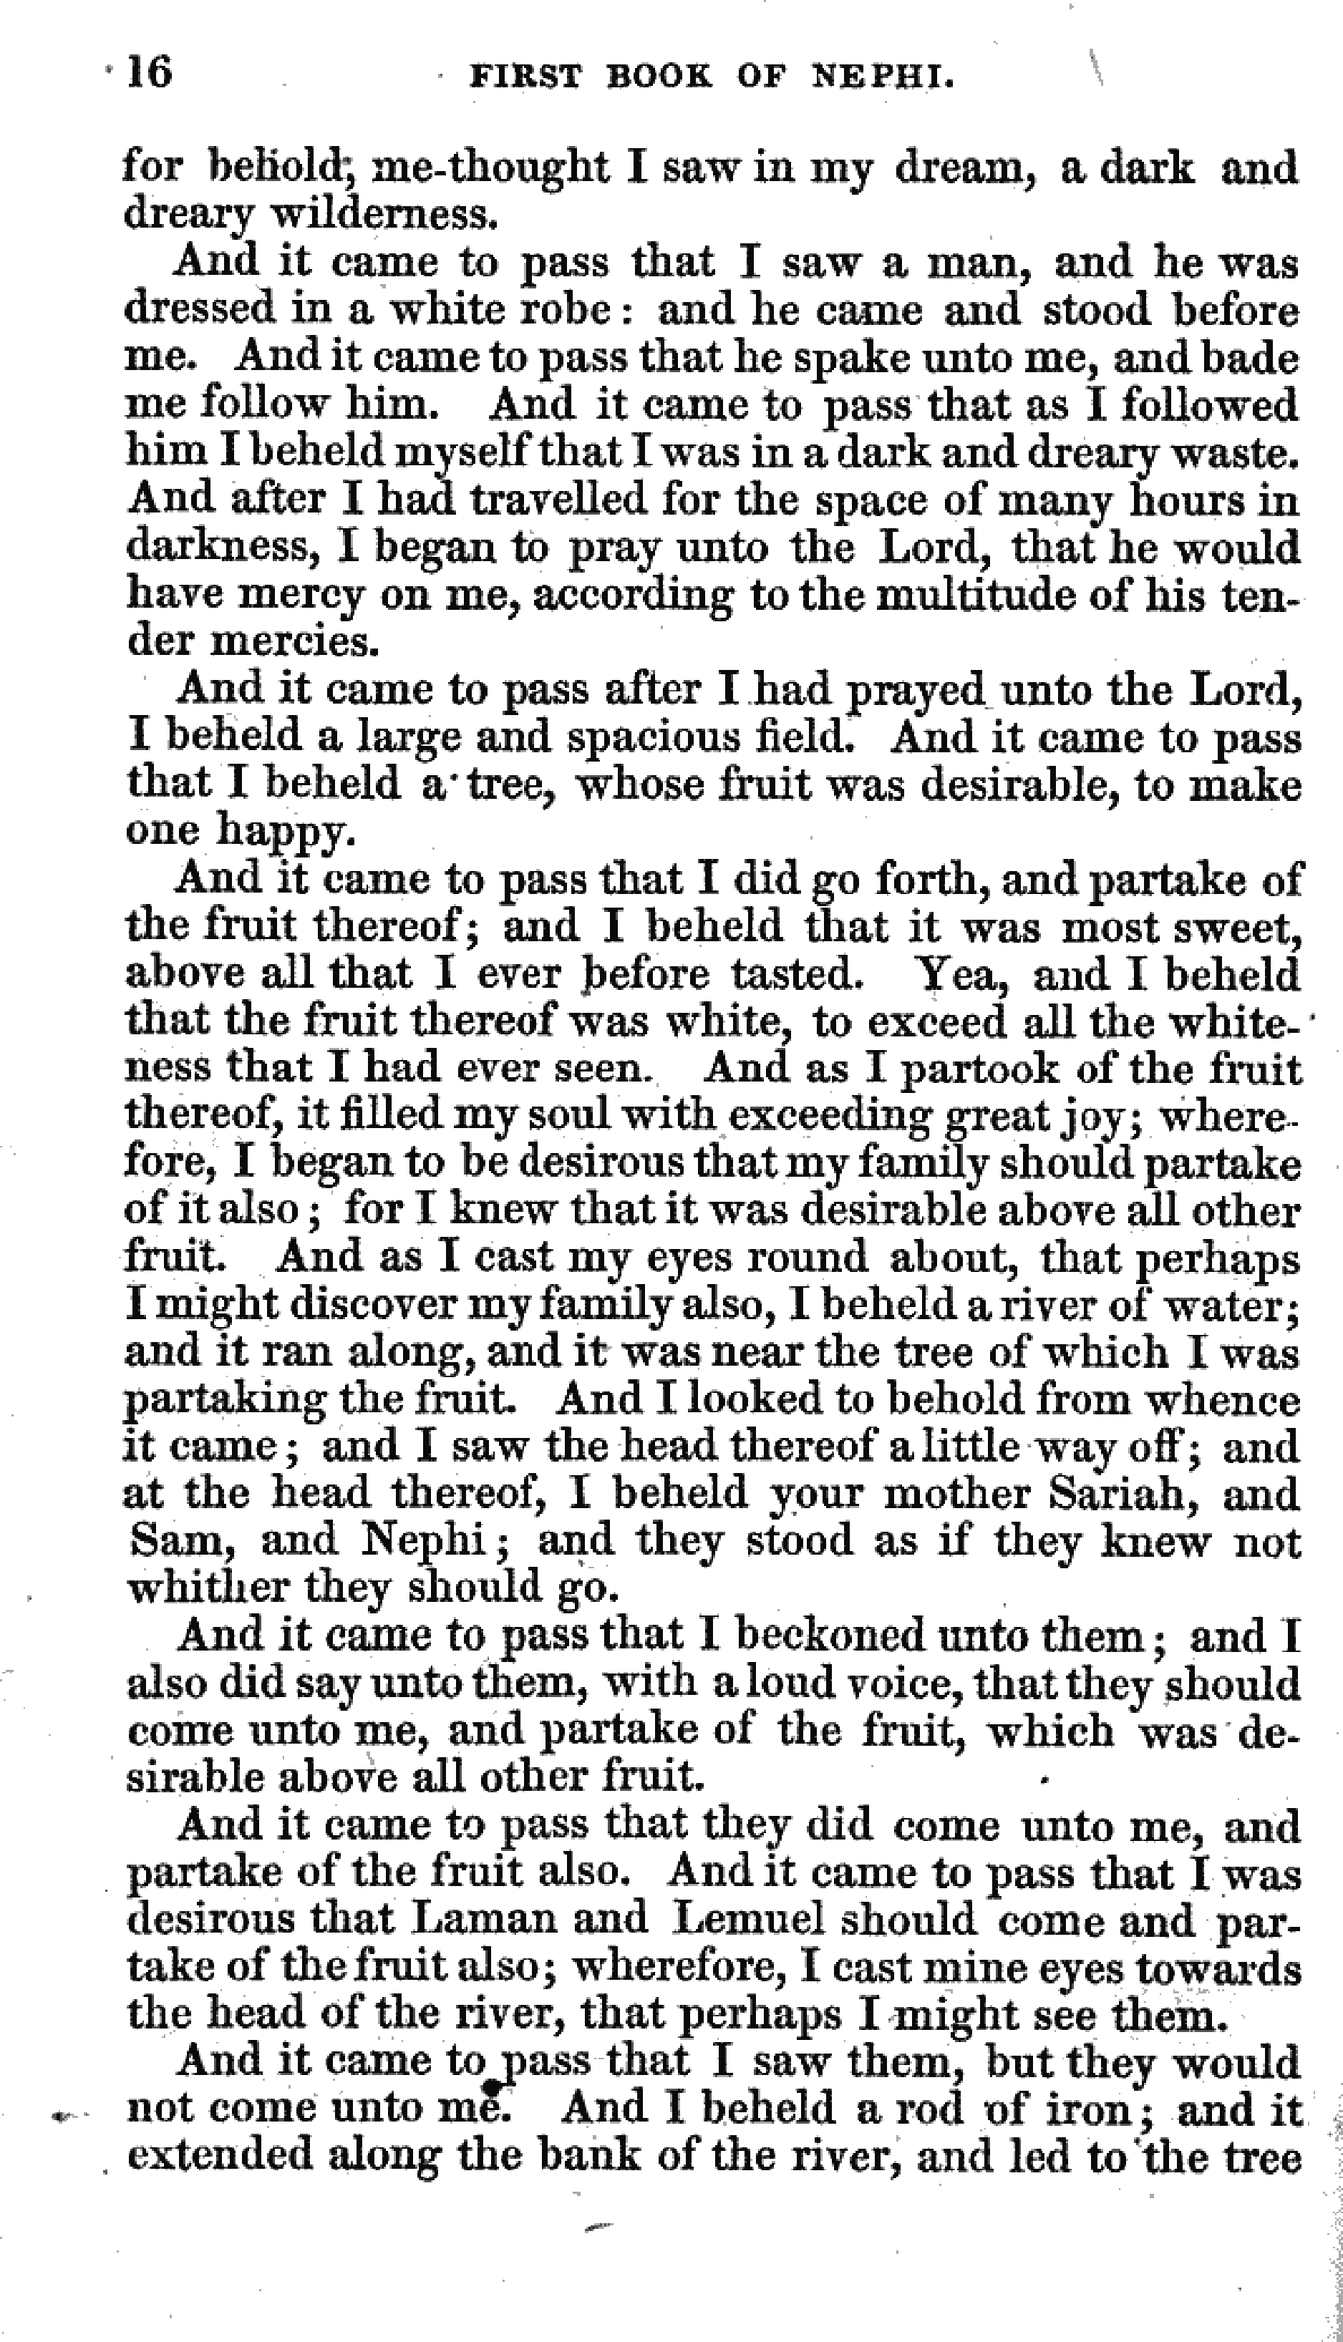 16 FIRST BOOK OF NEPHI.
for behold; me-thought I saw in my dream, a dark and
dreary wilderness.
And it came to pass that I saw a man, and he was
dressed in a white robe: and he came and stood before
me. And it came to pass that he spake unto me, and bade
me follow him. And it came to pass that as I followed
him I beheld myself that I was in a dark and dreary waste.
And after I had travelled for the space of many hours in
darkness, I began to pray unto the Lord, that he would
have mercy on me, according to the multitude of his ten-
der mercies.
And it came to pass after I had prayed unto the Lord,
I beheld a large and spacious field. And it came to pass
that I beheld a tree, whose fruit was desirable, to make
one happy.
And it came to pass that I did go forth, and partake of
the fruit thereof; and I beheld that it was most sweet,
above all that I ever before tasted. Yea, and I beheld
that the fruit thereof was white, to exceed all the white-
ness that I had ever seen. And as I partook of the fruit
thereof, it filled my soul with exceeding great joy; where-
fore, I began to be desirous that my family should partake
of it also; for I knew that it was desirable above all other
fruit. And as I cast my eyes round about, that perhaps
I might discover my family also, I beheld a river of water;
and it ran along, and it was near the tree of which I was
partaking the fruit. And I looked to behold from whence
it came; and I saw the head thereof a little way off; and
at the head thereof, I beheld your mother Sariah, and
Sam, and Nephi; and they stood as if they knew not
whither they should go.
And it came to pass that I beckoned unto them; and I
also did say unto them, with a loud voice, that they should
come unto me, and partake of the fruit, which was de-
sirable above all other fruit.
And it came to pass that they did come unto me, and
partake of the fruit also. And it came to pass that I was
desirous that Laman and Lemuel should come and par-
take of the fruit also; wherefore, I cast mine eyes towards
the head of the river, that perhaps I might see them.
And it came to pass that I saw them, but they would
not come unto me. And I beheld a rod of iron; and it
extended along the bank of the river, and led to the tree